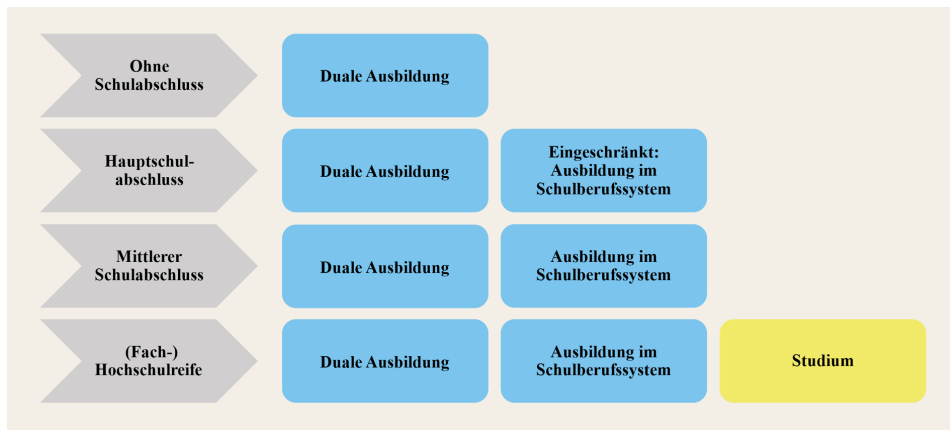 Ohne
Schulabschluss
Duale Ausbildung
Hauptschul-
abschluss
Duale Ausbildung
Eingeschränkt:
Ausbildung im
Schulberufssystem
Mittlerer
Schulabschluss
Duale Ausbildung
Ausbildung im
Schulberufssystem
(Fach-)
Hochschulreife
Duale Ausbildung
Ausbildung im
Schulberufssystem
Studium